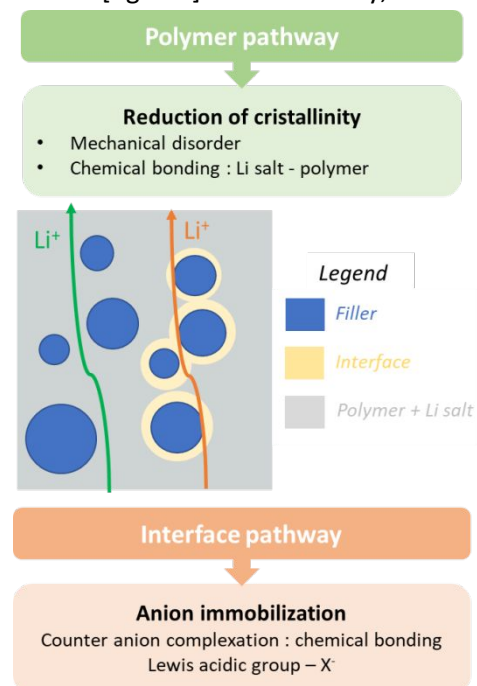 Polymer pathway
Reduction of cristallinity
• Mechanical disorder
• Chemical bonding : Li salt - polymer
Li⁺
Li⁺
Legend
Filler
Interface
Polymer + Li salt
Interface pathway
Anion immobilization
Counter anion complexation : chemical bonding
Lewis acidic group – X⁻